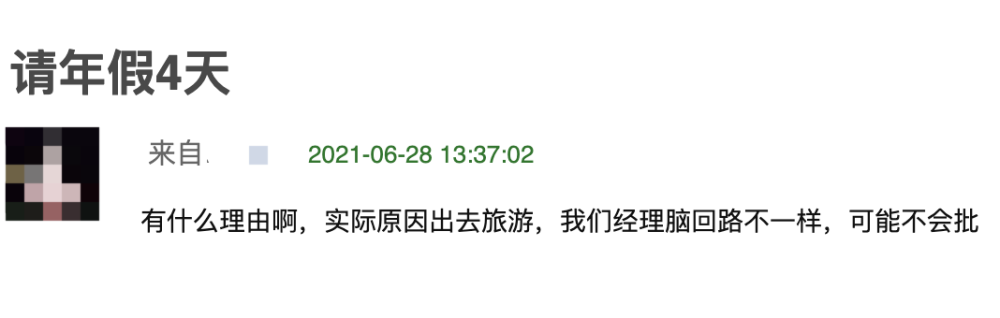 请年假4天
来自. 2021-06-28 13:37:02
有什么理由啊，实际原因出去旅游，我们经理脑回路不一样，可能不会批